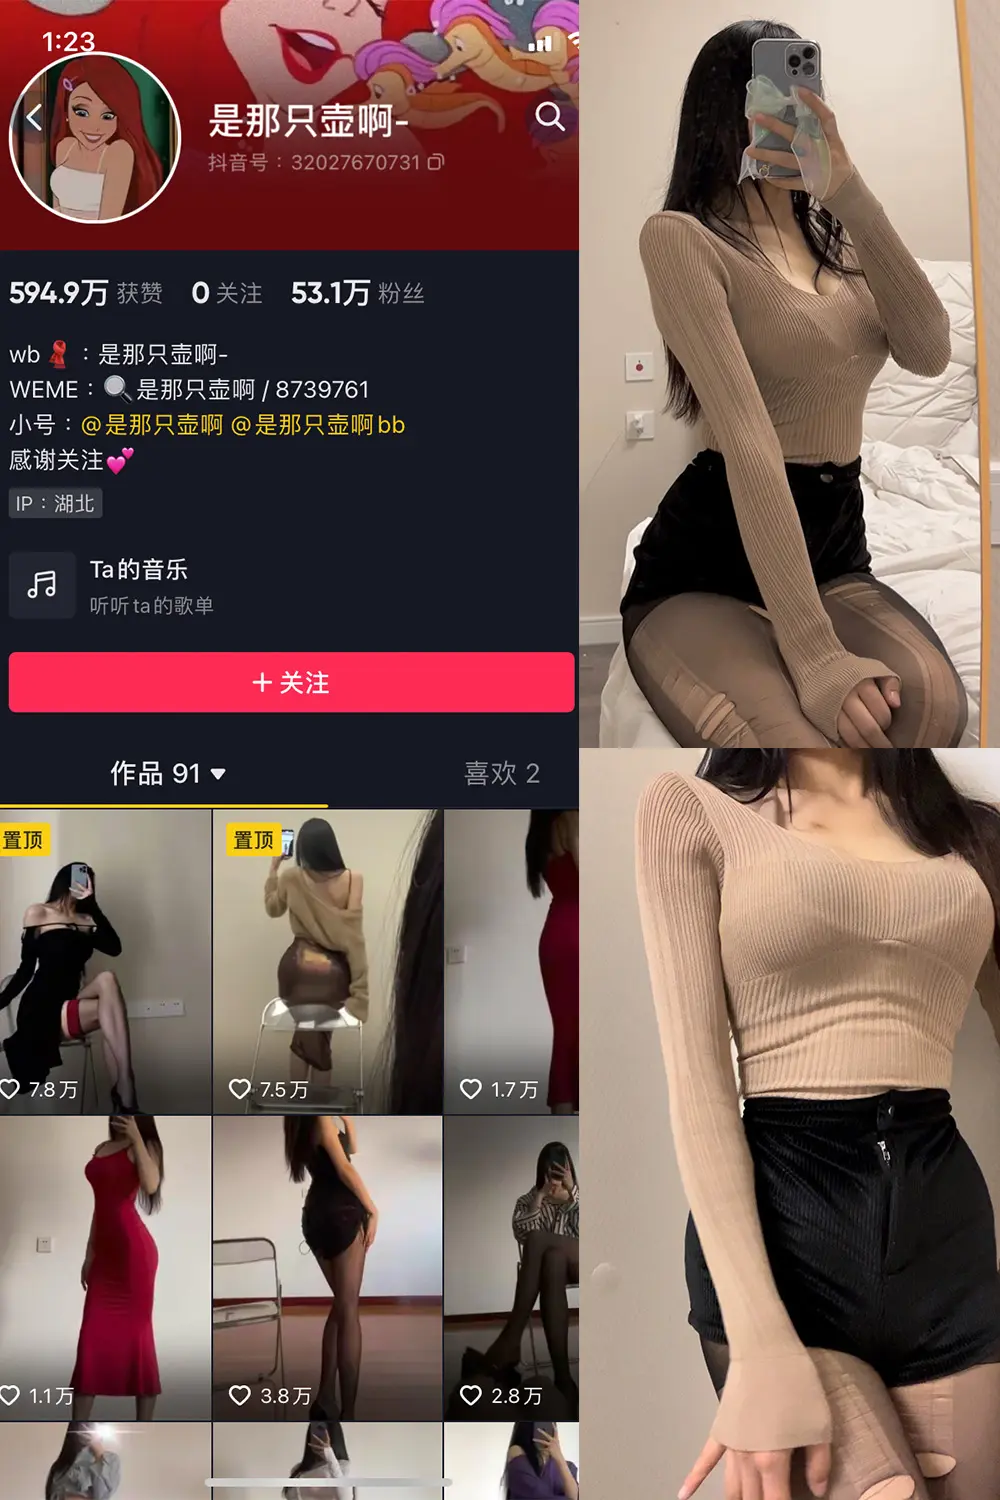 1:23
是那只壶啊-
抖音号：32027670731
594.9万 获赞 0 关注 53.1万 粉丝
wb：是那只壶啊-
WEME：是那只壶啊 / 8739761
小号：@是那只壶啊 @是那只壶啊bb
感谢关注
IP：湖北
Ta的音乐
听听ta的歌单
+ 关注
作品 91 喜欢 2
置顶 置顶
7.8万 7.5万 1.7万
1.1万 3.8万 2.8万